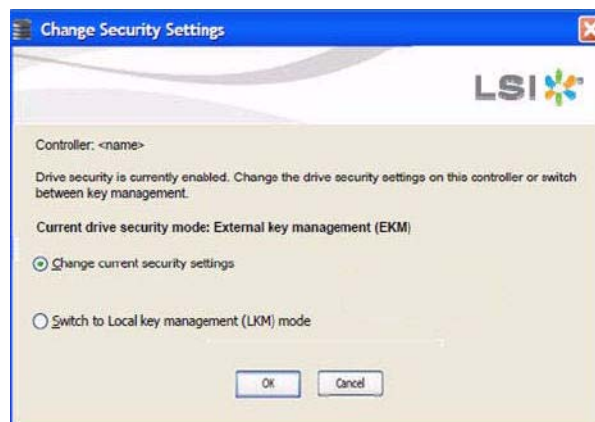 Change Security Settings
LSI
Controller: <name>
Drive security is currently enabled. Change the drive security settings on this controller or switch
between key management.
Current drive security mode: External key management (EKM)
Change current security settings
Switch to Local key management (LKM) mode
OK
Cancel